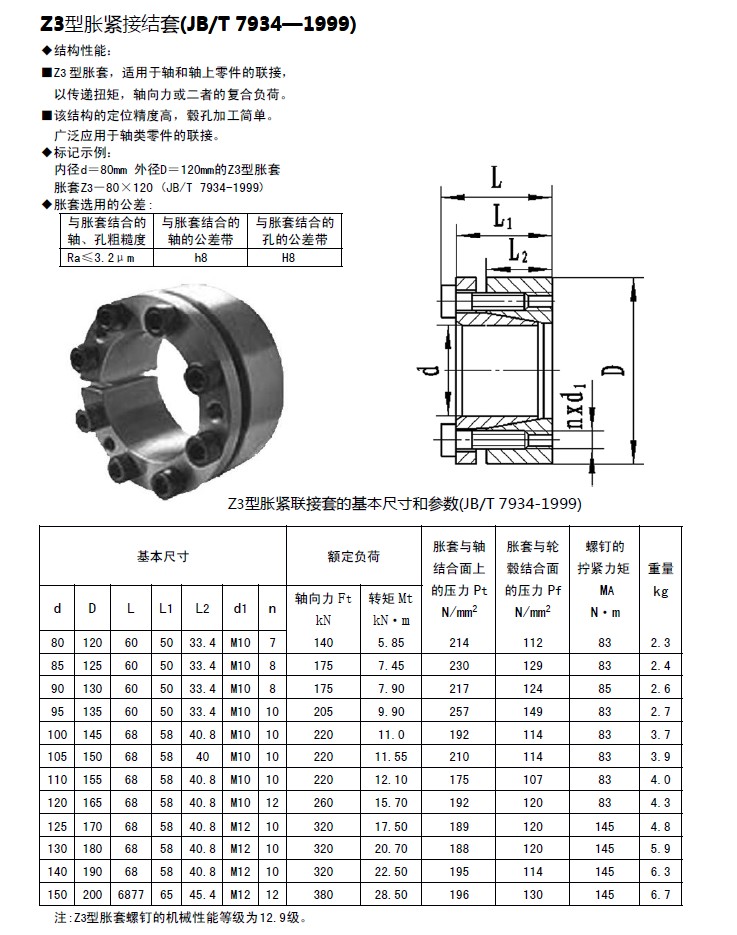 Z3型胀紧接结套(JB/T 7934—1999)
◆结构性能：
■Z3 型胀套，适用于轴和轴上零件的联接，
以传递扭矩，轴向力或二者的复合负荷。
■该结构的定位精度高，毂孔加工简单。
广泛应用于轴类零件的联接。
◆标记示例：
内径d＝80mm 外径D＝120mm的Z3型胀套
胀套Z3－80×120（JB/T 7934-1999）
◆胀套选用的公差:
与胀套结合的轴、孔粗糙度 与胀套结合的轴的公差带 与胀套结合的孔的公差带
Ra≤3.2μm h8 H8
L
L1
L2
d
nxd1
D
Z3型胀紧联接套的基本尺寸和参数(JB/T 7934-1999)
基本尺寸 额定负荷 胀套与轴结合面上的压力 Pt N/mm² 胀套与轮毂结合面的压力 Pf N/mm² 螺钉的拧紧力矩 MA N·m 重量 kg
d D L L1 L2 d1 n 轴向力 Ft kN 转矩 Mt kN·m
80 120 60 50 33.4 M10 7 140 5.85 214 112 83 2.3
85 125 60 50 33.4 M10 8 175 7.45 230 129 83 2.4
90 130 60 50 33.4 M10 8 175 7.90 217 124 85 2.6
95 135 60 50 33.4 M10 10 205 9.90 257 149 83 2.7
100 145 68 58 40.8 M10 10 220 11.0 192 114 83 3.7
105 150 68 58 40 M10 10 220 11.55 210 114 83 3.9
110 155 68 58 40.8 M10 10 220 12.10 175 107 83 4.0
120 165 68 58 40.8 M10 12 260 15.70 192 120 83 4.3
125 170 68 58 40.8 M12 10 320 17.50 189 120 145 4.8
130 180 68 58 40.8 M12 10 320 20.70 188 120 145 5.9
140 190 68 58 40.8 M12 10 320 22.50 195 114 145 6.3
150 200 6877 65 45.4 M12 12 380 28.50 196 130 145 6.7
注:Z3型胀套螺钉的机械性能等级为12.9级。